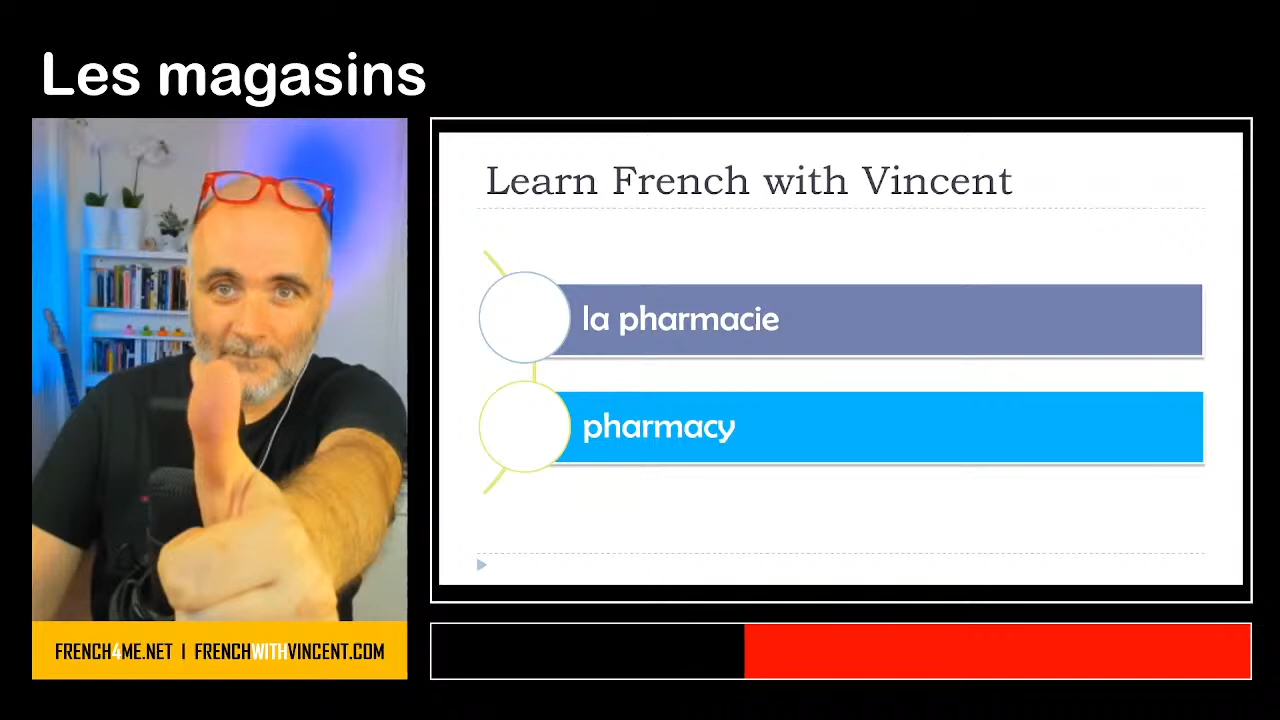 Les magasins
Learn French with Vincent
la pharmacie
pharmacy
FRENCH4ME.NET I FRENCHWITHVINCENT.COM